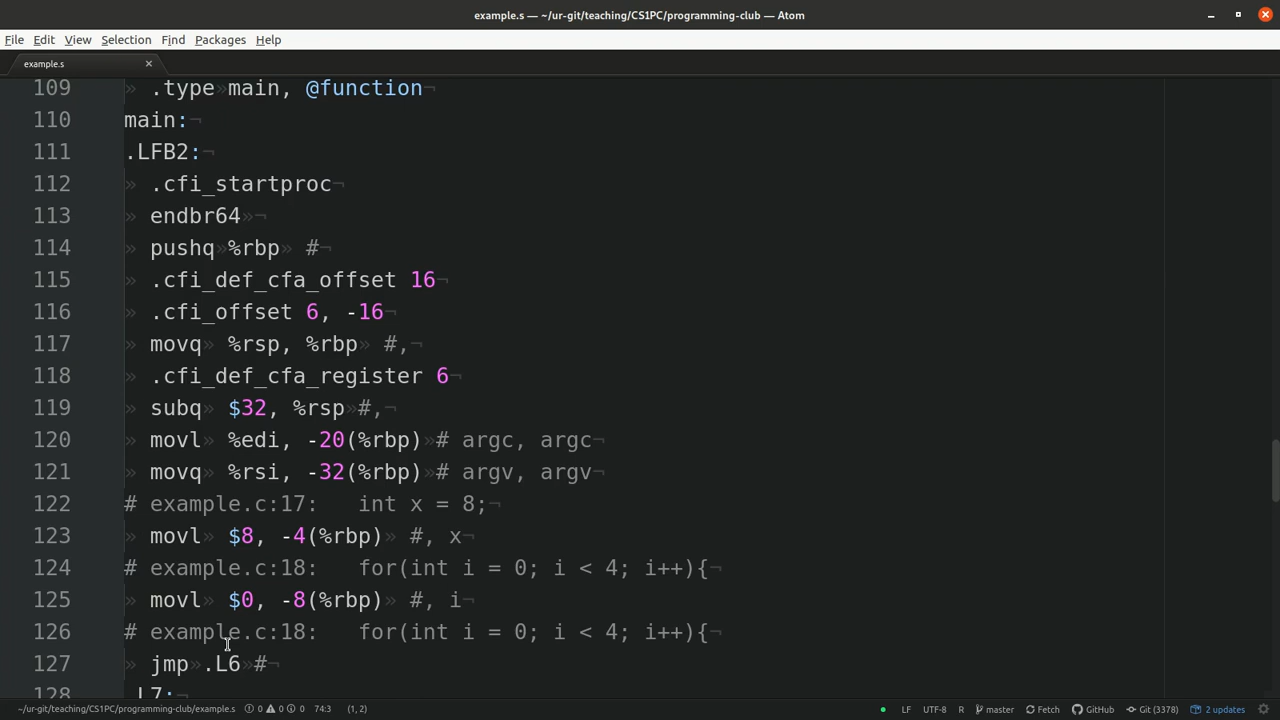 example.s — ~/ur-git/teaching/CS1PC/programming-club — Atom
File Edit View Selection Find Packages Help
example.s ×
109 » .type»main, @function¬
110 main:¬
111 .LFB2:¬
112 » .cfi_startproc¬
113 » endbr64»¬
114 » pushq»%rbp» #¬
115 » .cfi_def_cfa_offset 16¬
116 » .cfi_offset 6, -16¬
117 » movq» %rsp, %rbp» #,¬
118 » .cfi_def_cfa_register 6¬
119 » subq» $32, %rsp»#,¬
120 » movl» %edi, -20(%rbp)»# argc, argc¬
121 » movq» %rsi, -32(%rbp)»# argv, argv¬
122 # example.c:17:   int x = 8;¬
123 » movl» $8, -4(%rbp)» #, x¬
124 # example.c:18:   for(int i = 0; i < 4; i++){¬
125 » movl» $0, -8(%rbp)» #, i¬
126 # example.c:18:   for(int i = 0; i < 4; i++){¬
127 » jmp».L6»#¬
128 .L7:¬
~/ur-git/teaching/CS1PC/programming-club/example.s 0 0 0 74:3 (1, 2) LF UTF-8 R master Fetch GitHub Git (3378) 2 updates